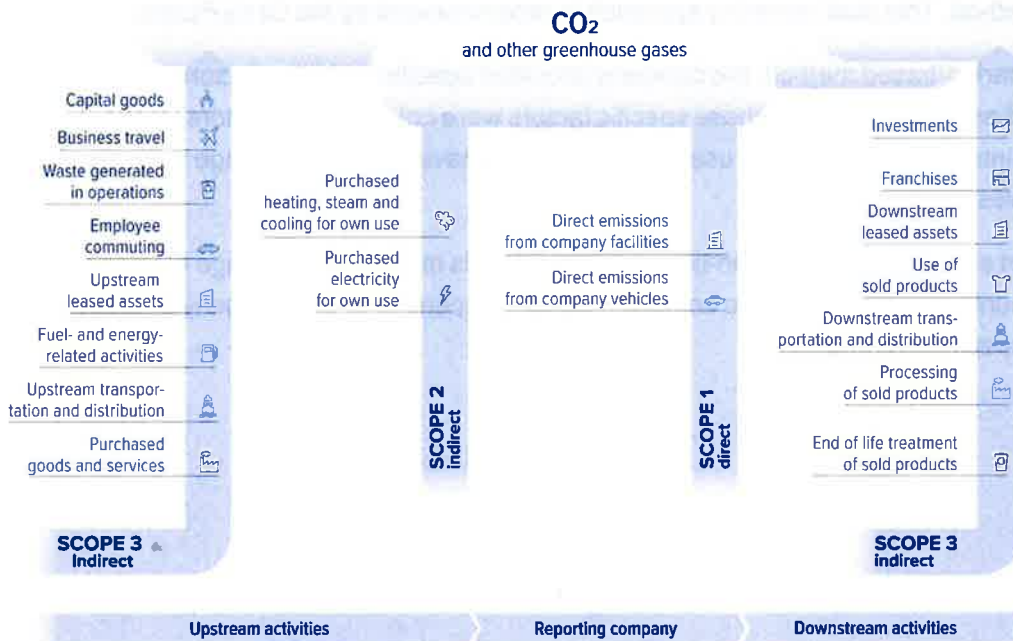 CO₂
and other greenhouse gases
Capital goods
Business travel
Waste generated
in operations
Employee
commuting
Upstream
leased assets
Fuel- and energy-
related activities
Upstream transpor-
tation and distribution
Purchased
goods and services
SCOPE 3
Indirect
Purchased
heating, steam and
cooling for own use
Purchased
electricity
for own use
SCOPE 2
indirect
Direct emissions
from company facilities
Direct emissions
from company vehicles
SCOPE 1
direct
Investments
Franchises
Downstream
leased assets
Use of
sold products
Downstream trans-
portation and distribution
Processing
of sold products
End of life treatment
of sold products
SCOPE 3
indirect
Upstream activities
Reporting company
Downstream activities